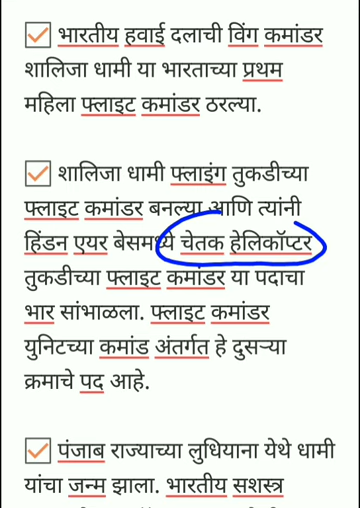 भारतीय हवाई दलाची विंग कमांडर
शालिजा धामी या भारताच्या प्रथम
महिला फ्लाइट कमांडर ठरल्या.
शालिजा धामी फ्लाइंग तुकडीच्या
फ्लाइट कमांडर बनल्या आणि त्यांनी
हिंडन एयर बेसमध्ये चेतक हेलिकॉप्टर
तुकडीच्या फ्लाइट कमांडर या पदाचा
भार सांभाळला. फ्लाइट कमांडर
युनिटच्या कमांड अंतर्गत हे दुसऱ्या
क्रमाचे पद आहे.
पंजाब राज्याच्या लुधियाना येथे धामी
यांचा जन्म झाला. भारतीय सशस्त्र